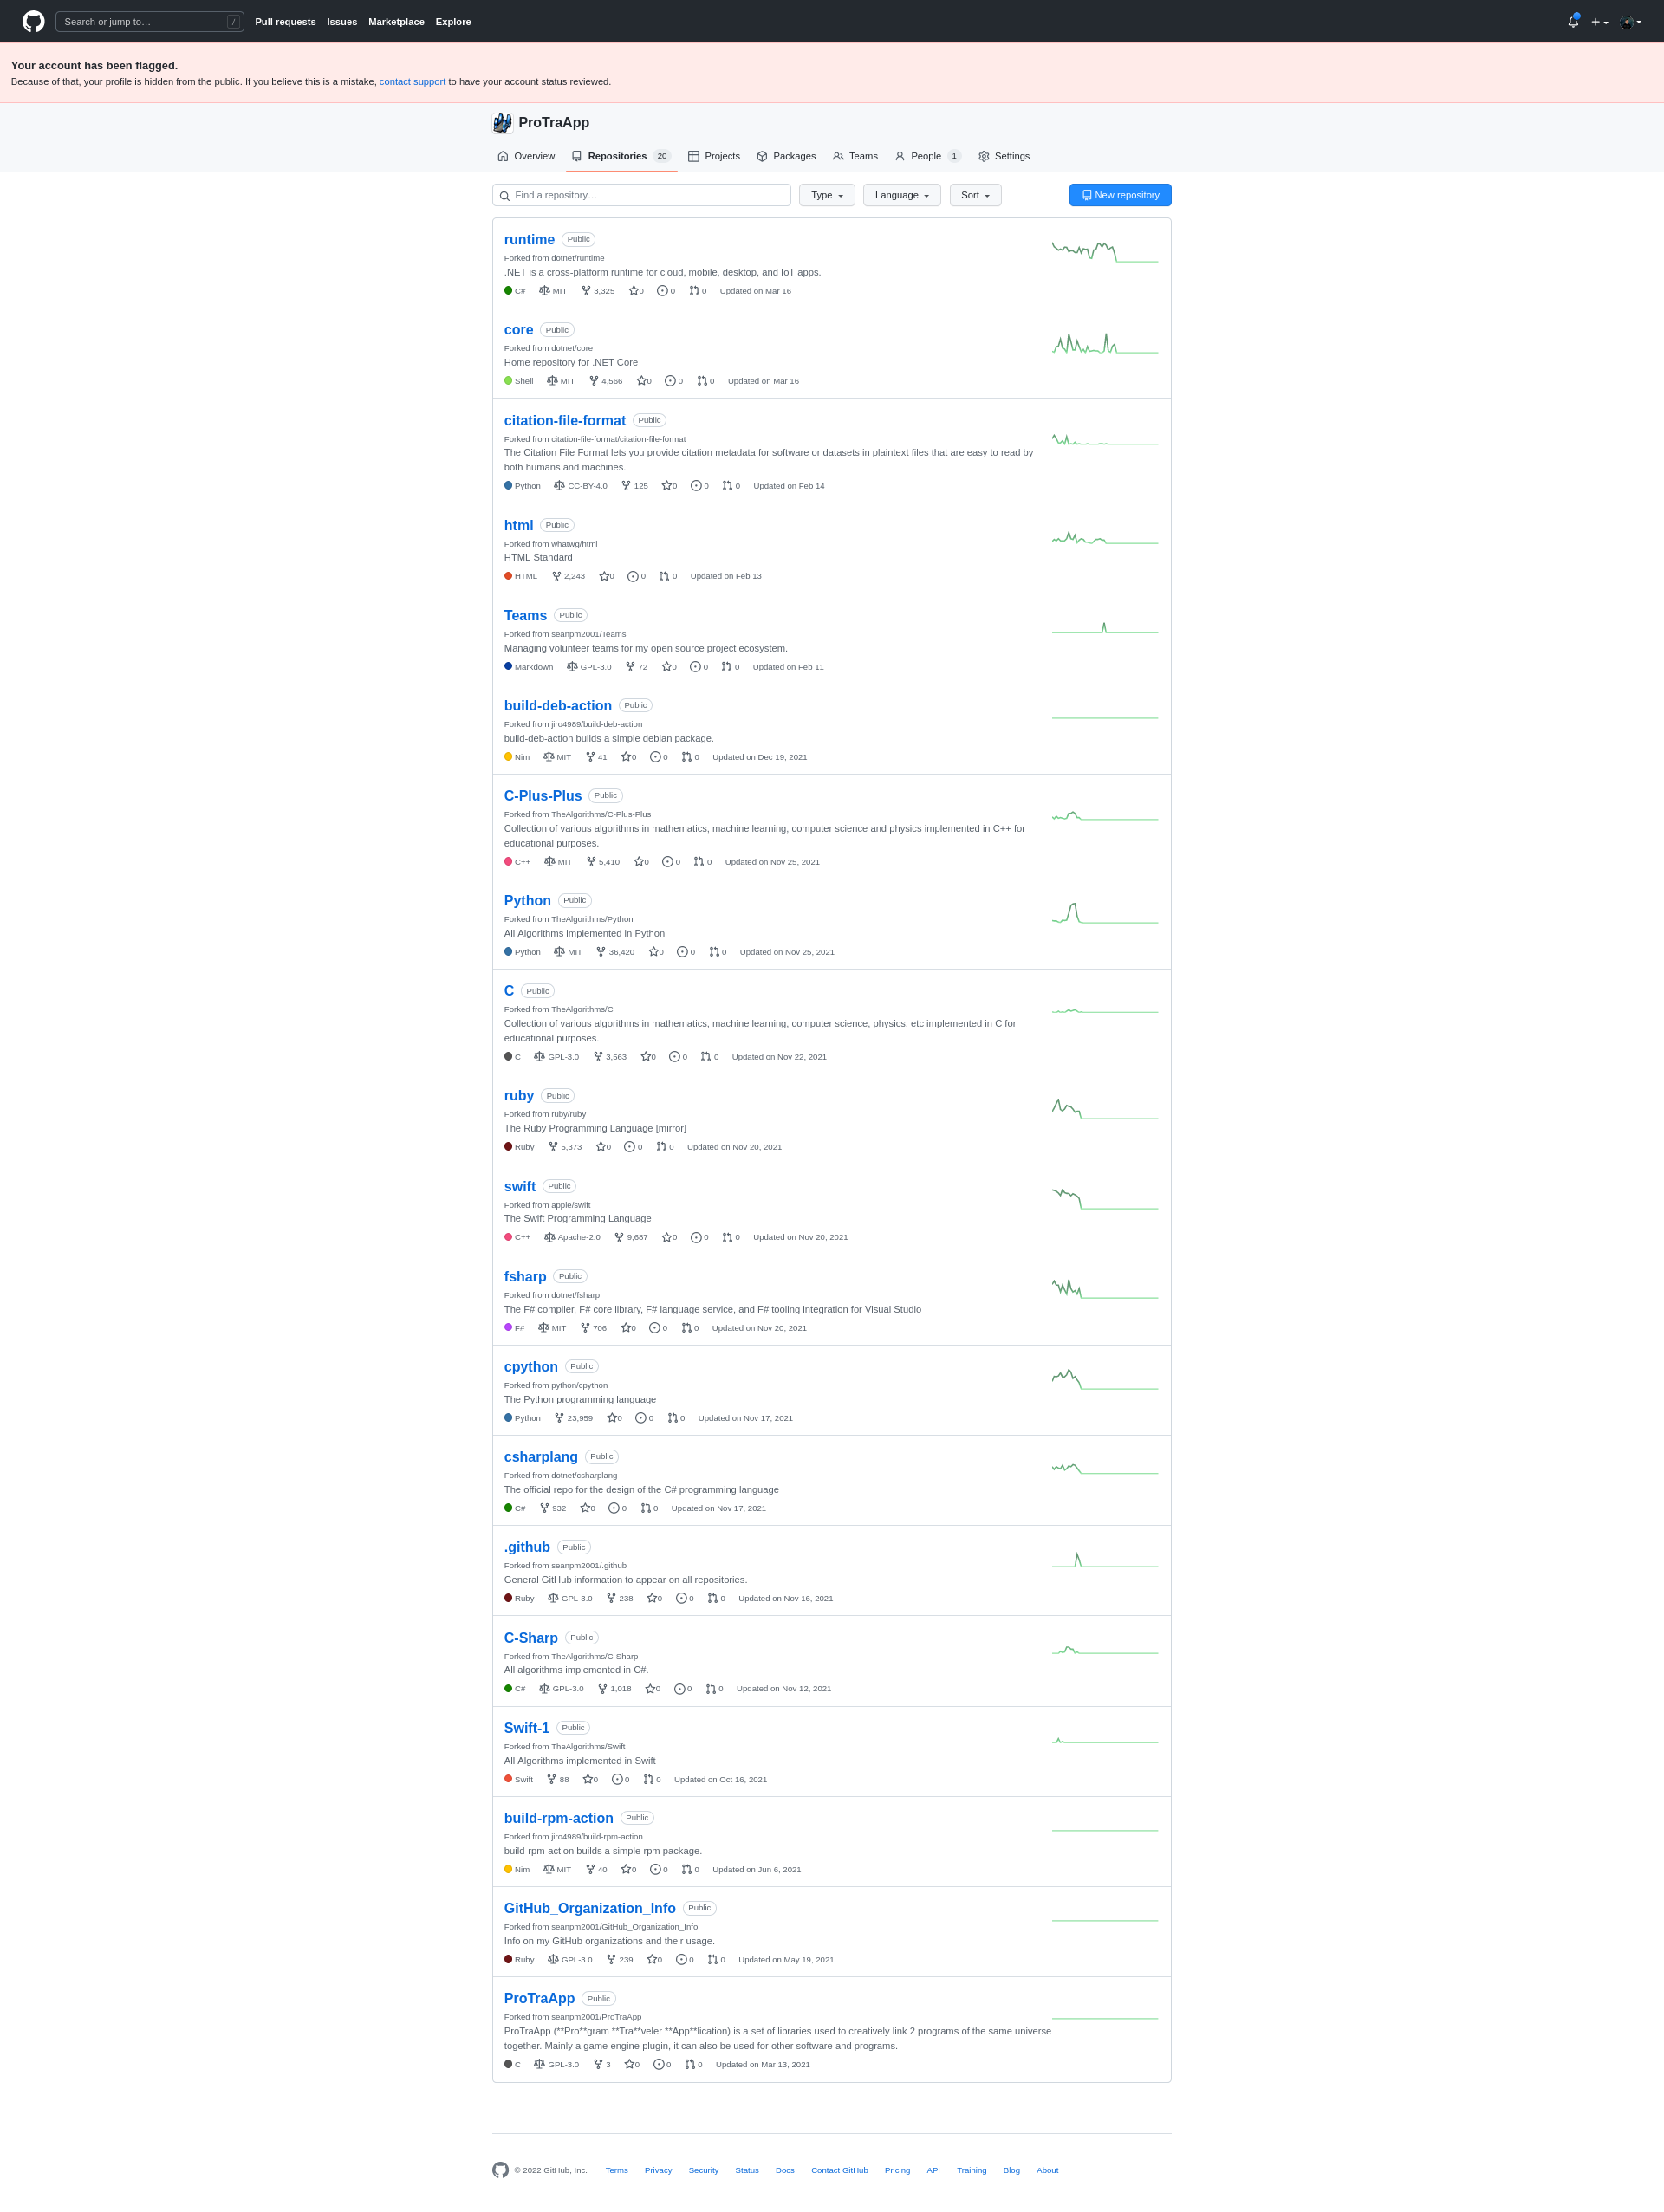 Search or jump to… /
Pull requests Issues Marketplace Explore
Your account has been flagged.
Because of that, your profile is hidden from the public. If you believe this is a mistake, contact support to have your account status reviewed.
ProTraApp
Overview Repositories 20 Projects Packages Teams People 1 Settings
Find a repository… Type Language Sort New repository
runtime Public
Forked from dotnet/runtime
.NET is a cross-platform runtime for cloud, mobile, desktop, and IoT apps.
C# MIT 3,325 0 0 0 Updated on Mar 16
core Public
Forked from dotnet/core
Home repository for .NET Core
Shell MIT 4,566 0 0 0 Updated on Mar 16
citation-file-format Public
Forked from citation-file-format/citation-file-format
The Citation File Format lets you provide citation metadata for software or datasets in plaintext files that are easy to read by
both humans and machines.
Python CC-BY-4.0 125 0 0 0 Updated on Feb 14
html Public
Forked from whatwg/html
HTML Standard
HTML 2,243 0 0 0 Updated on Feb 13
Teams Public
Forked from seanpm2001/Teams
Managing volunteer teams for my open source project ecosystem.
Markdown GPL-3.0 72 0 0 0 Updated on Feb 11
build-deb-action Public
Forked from jiro4989/build-deb-action
build-deb-action builds a simple debian package.
Nim MIT 41 0 0 0 Updated on Dec 19, 2021
C-Plus-Plus Public
Forked from TheAlgorithms/C-Plus-Plus
Collection of various algorithms in mathematics, machine learning, computer science and physics implemented in C++ for
educational purposes.
C++ MIT 5,410 0 0 0 Updated on Nov 25, 2021
Python Public
Forked from TheAlgorithms/Python
All Algorithms implemented in Python
Python MIT 36,420 0 0 0 Updated on Nov 25, 2021
C Public
Forked from TheAlgorithms/C
Collection of various algorithms in mathematics, machine learning, computer science, physics, etc implemented in C for
educational purposes.
C GPL-3.0 3,563 0 0 0 Updated on Nov 22, 2021
ruby Public
Forked from ruby/ruby
The Ruby Programming Language [mirror]
Ruby 5,373 0 0 0 Updated on Nov 20, 2021
swift Public
Forked from apple/swift
The Swift Programming Language
C++ Apache-2.0 9,687 0 0 0 Updated on Nov 20, 2021
fsharp Public
Forked from dotnet/fsharp
The F# compiler, F# core library, F# language service, and F# tooling integration for Visual Studio
F# MIT 706 0 0 0 Updated on Nov 20, 2021
cpython Public
Forked from python/cpython
The Python programming language
Python 23,959 0 0 0 Updated on Nov 17, 2021
csharplang Public
Forked from dotnet/csharplang
The official repo for the design of the C# programming language
C# 932 0 0 0 Updated on Nov 17, 2021
.github Public
Forked from seanpm2001/.github
General GitHub information to appear on all repositories.
Ruby GPL-3.0 238 0 0 0 Updated on Nov 16, 2021
C-Sharp Public
Forked from TheAlgorithms/C-Sharp
All algorithms implemented in C#.
C# GPL-3.0 1,018 0 0 0 Updated on Nov 12, 2021
Swift-1 Public
Forked from TheAlgorithms/Swift
All Algorithms implemented in Swift
Swift 88 0 0 0 Updated on Oct 16, 2021
build-rpm-action Public
Forked from jiro4989/build-rpm-action
build-rpm-action builds a simple rpm package.
Nim MIT 40 0 0 0 Updated on Jun 6, 2021
GitHub_Organization_Info Public
Forked from seanpm2001/GitHub_Organization_Info
Info on my GitHub organizations and their usage.
Ruby GPL-3.0 239 0 0 0 Updated on May 19, 2021
ProTraApp Public
Forked from seanpm2001/ProTraApp
ProTraApp (**Pro**gram **Tra**veler **App**lication) is a set of libraries used to creatively link 2 programs of the same universe
together. Mainly a game engine plugin, it can also be used for other software and programs.
C GPL-3.0 3 0 0 0 Updated on Mar 13, 2021
© 2022 GitHub, Inc. Terms Privacy Security Status Docs Contact GitHub Pricing API Training Blog About